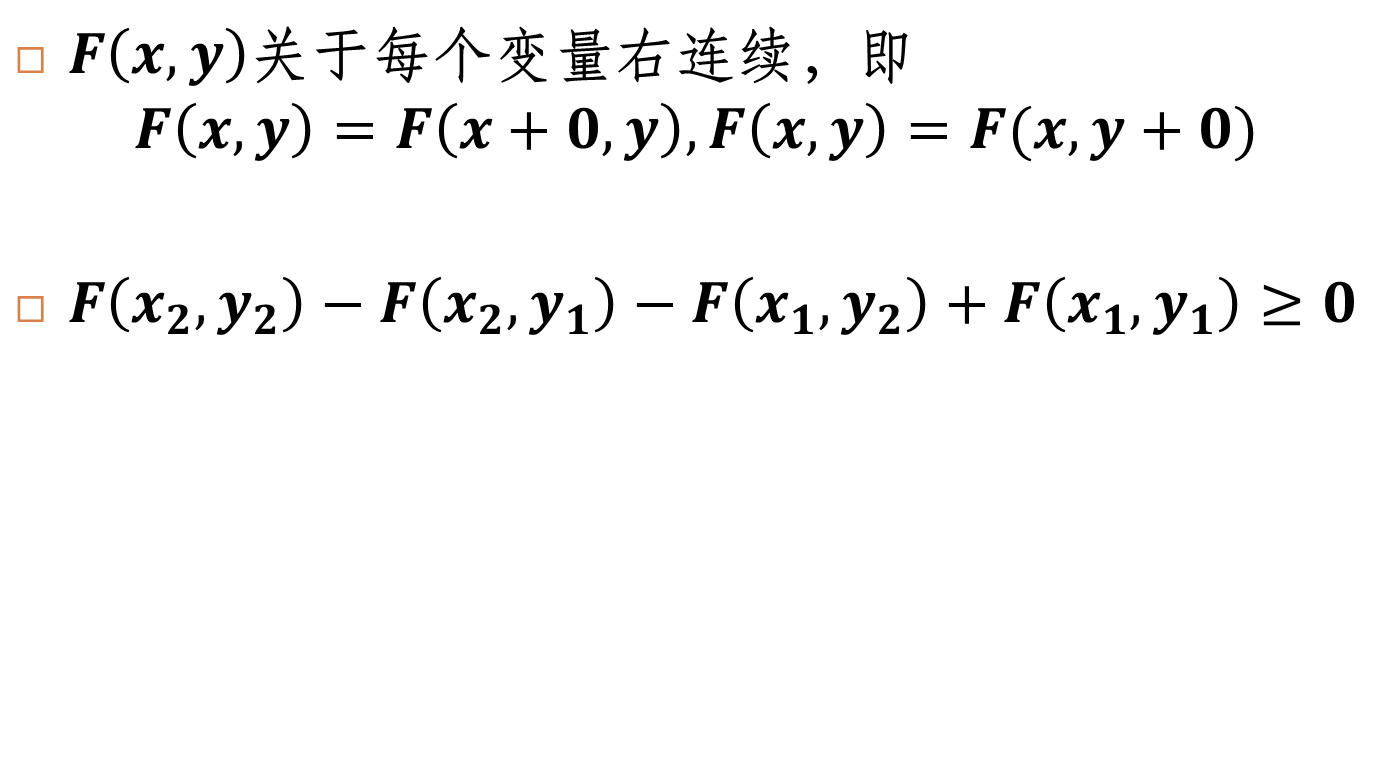 □ F(x, y)关于每个变量右连续，即
F(x, y) = F(x + 0, y), F(x, y) = F(x, y + 0)
□ F(x₂, y₂) − F(x₂, y₁) − F(x₁, y₂) + F(x₁, y₁) ≥ 0